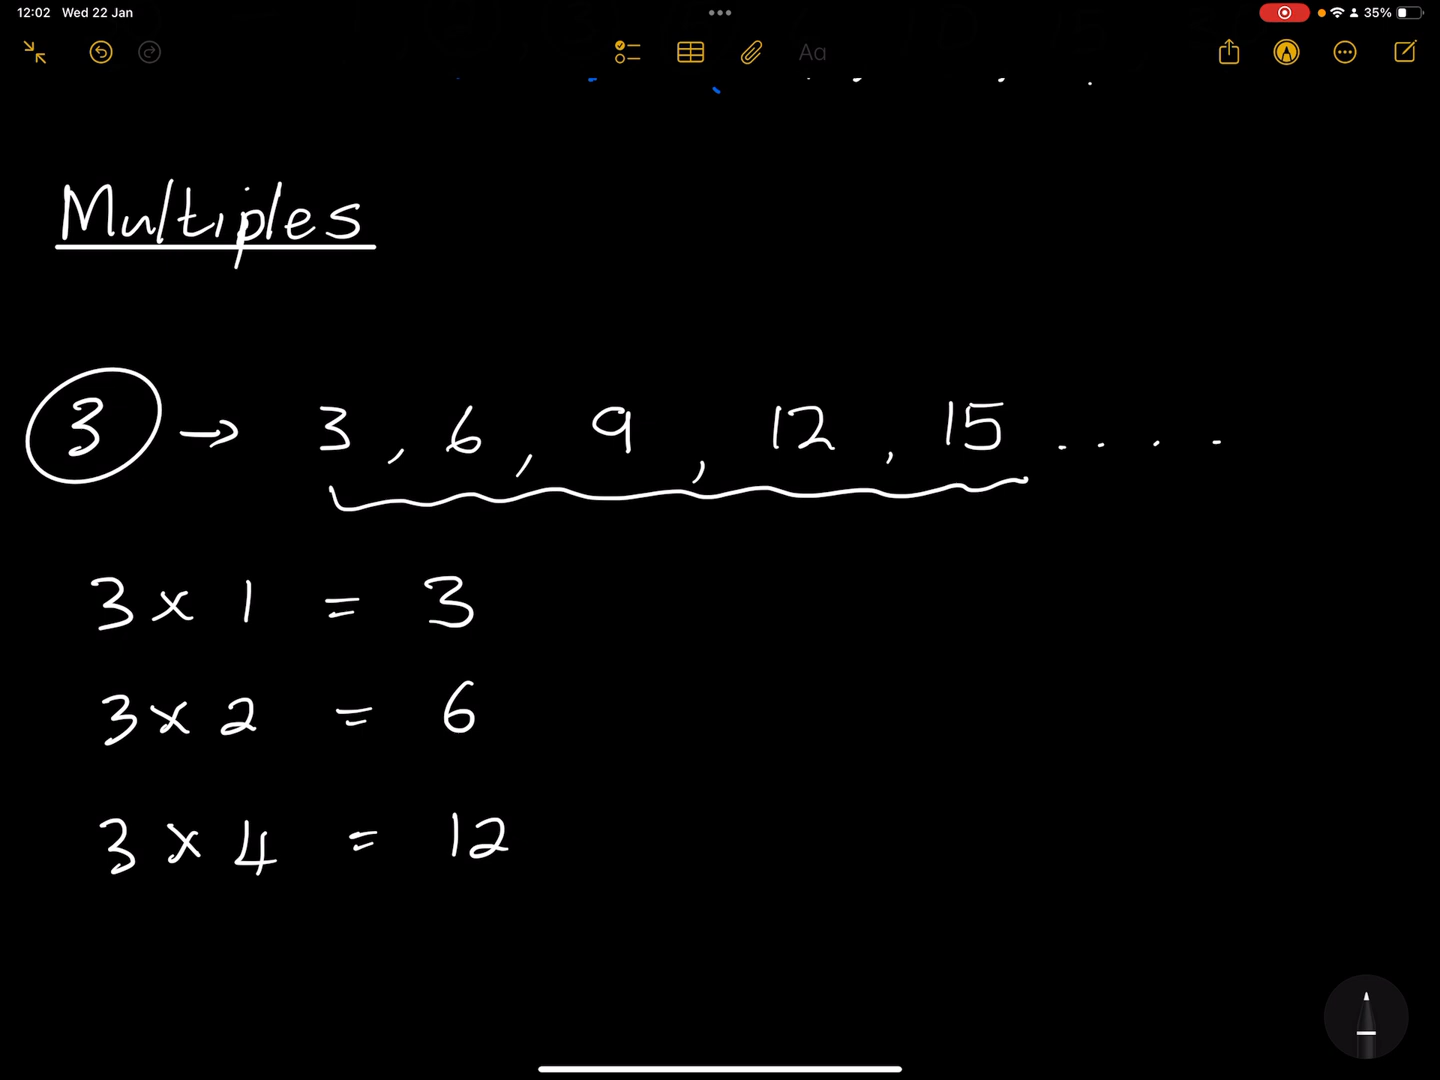 12:02 Wed 22 Jan 35%
Aa
Multiples
3 → 3, 6, 9, 12, 15 . . . .
3 × 1 = 3
3 × 2 = 6
3 × 4 = 12